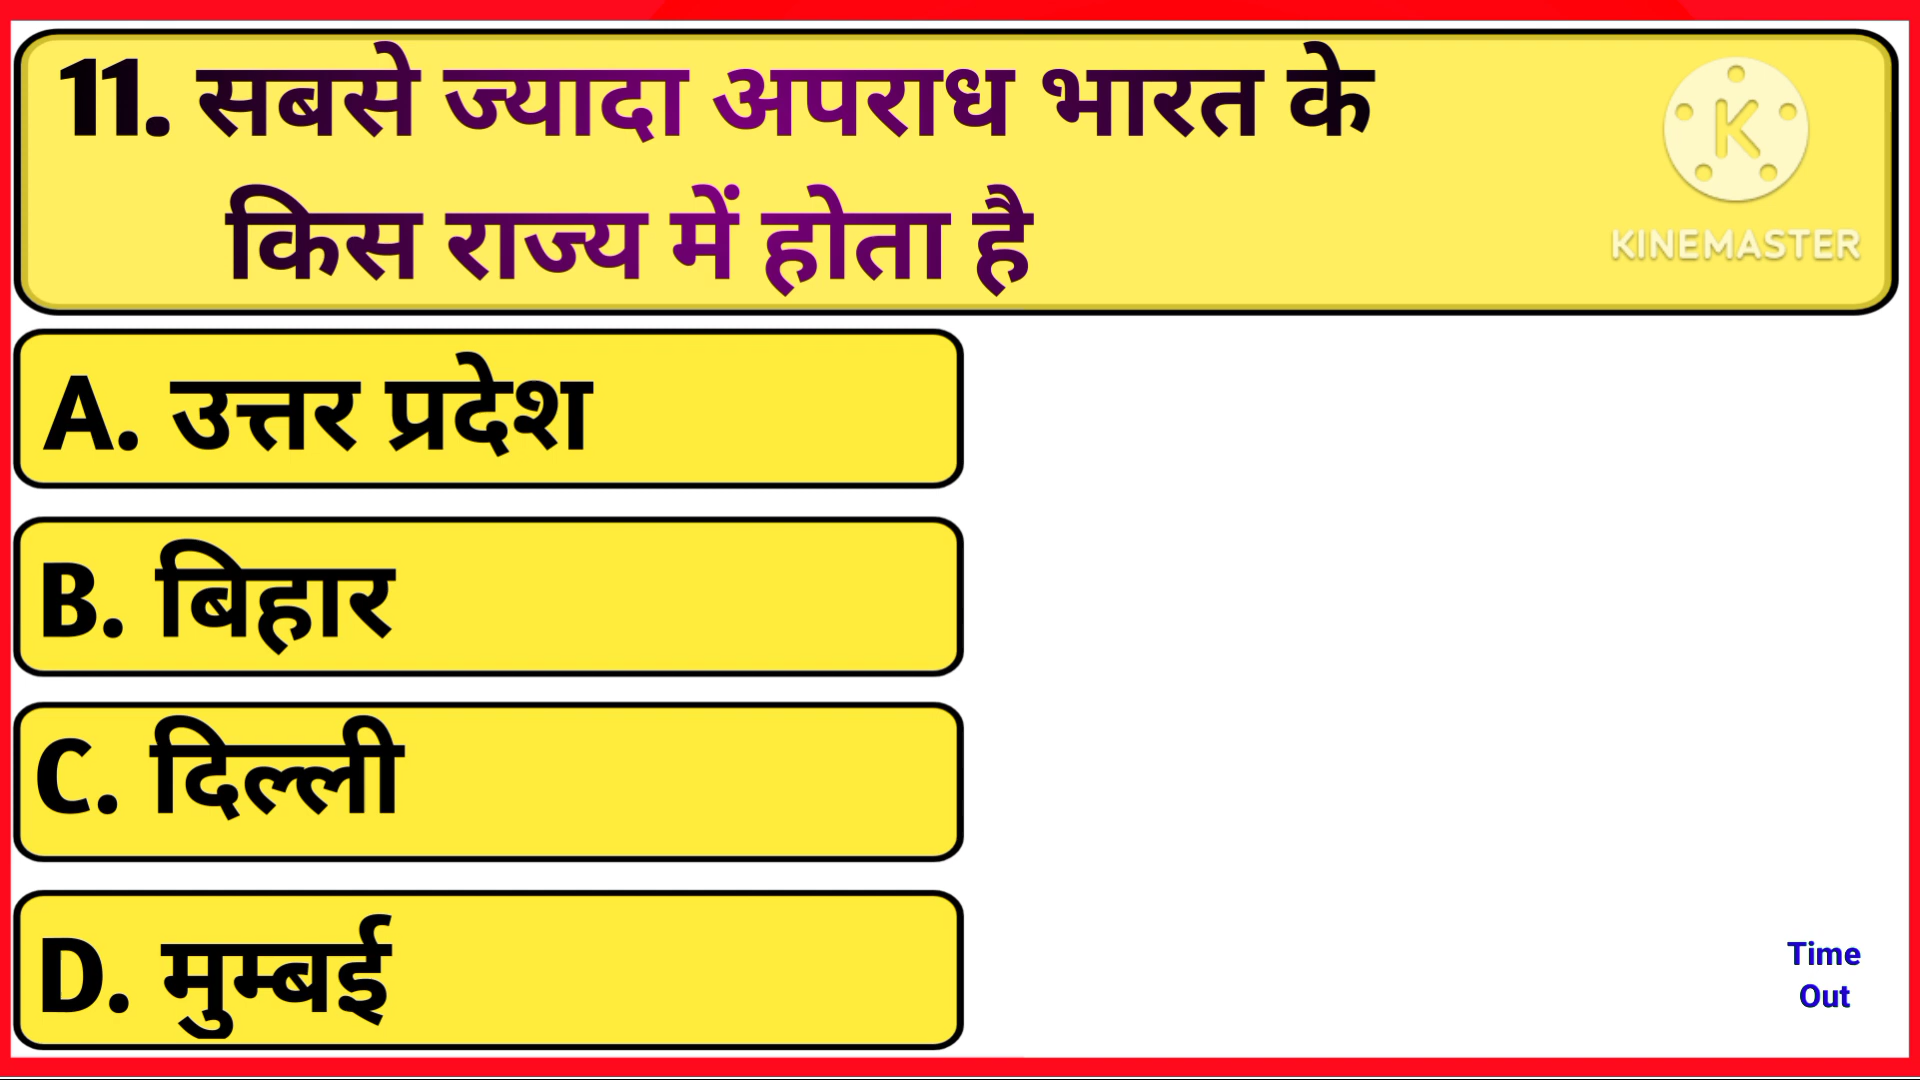 11. सबसे ज्यादा अपराध भारत के
किस राज्य में होता है
K
KINEMASTER
A. उत्तर प्रदेश
B. बिहार
C. दिल्ली
D. मुम्बई
Time
Out